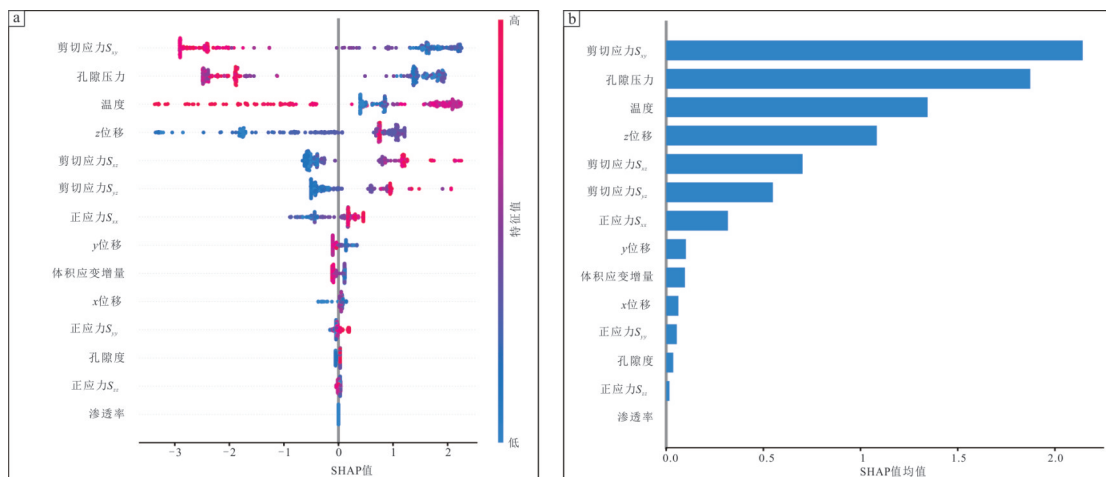 a
剪切应力Sxy
孔隙压力
温度
z位移
剪切应力Sxz
剪切应力Syz
正应力Sxx
y位移
体积应变增量
x位移
正应力Syy
孔隙度
正应力Szz
渗透率
-3
-2
-1
0
1
2
SHAP值
高
特征值
低
b
剪切应力Sxy
孔隙压力
温度
z位移
剪切应力Sxz
剪切应力Syz
正应力Sxx
y位移
体积应变增量
x位移
正应力Syy
孔隙度
正应力Szz
渗透率
0.0
0.5
1.0
1.5
2.0
SHAP值均值